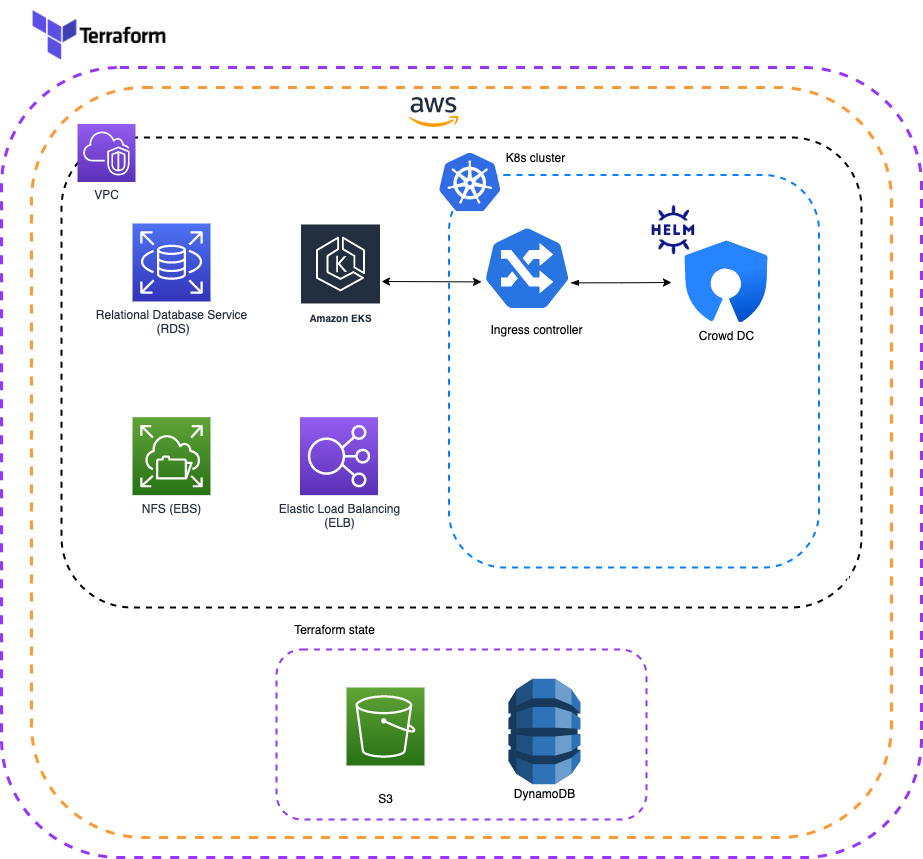 Terraform
aws
VPC
K8s cluster
HELM
Relational Database Service
(RDS)
K
Amazon EKS
Ingress controller
Crowd DC
NFS (EBS)
Elastic Load Balancing
(ELB)
Terraform state
S3
DynamoDB